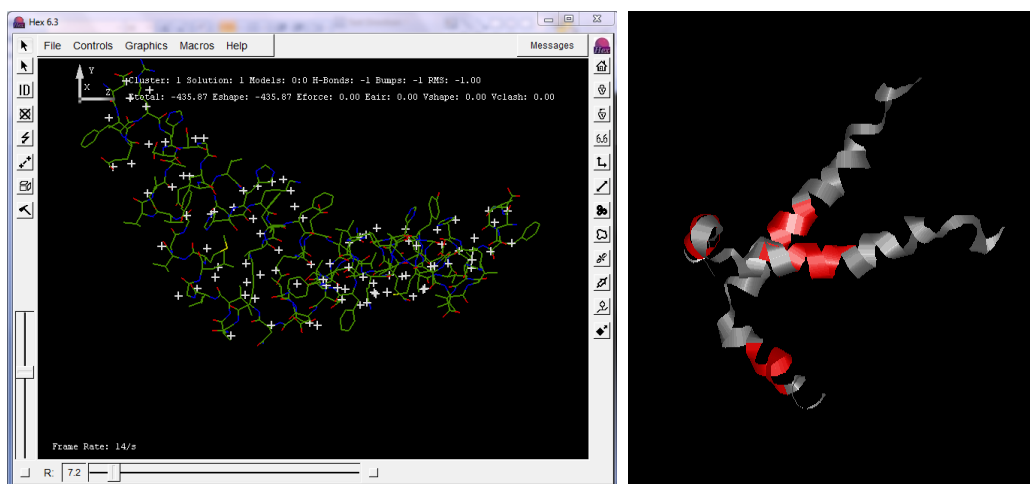 Hex 6.3
File Controls Graphics Macros Help Messages
Cluster: 1 Solution: 1 Models: 0:0 H-Bonds: -1 Bumps: -1 RMS: -1.00
Etotal: -435.87 Eshape: -435.87 Eforce: 0.00 Eair: 0.00 Vshape: 0.00 Vclash: 0.00
Y
X
Z
ID
6.6
Frame Rate: 14/s
R: 7.2